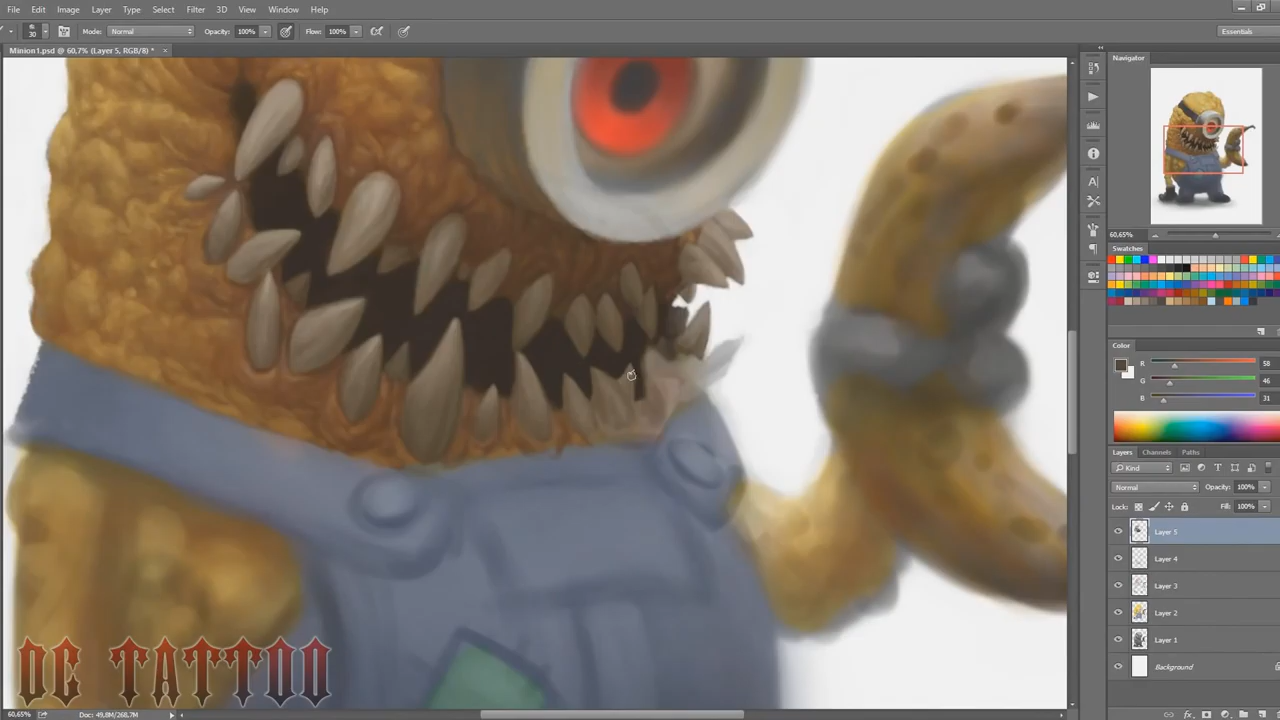 File Edit Image Layer Type Select Filter 3D View Window Help
30 Mode: Normal Opacity: 100% Flow: 100% Essentials
Minion1.psd @ 60,7% (Layer 5, RGB/8) * ×
Navigator
60,65%
Swatches
Color
R 58
G 46
B 31
Layers Channels Paths
Kind
Normal Opacity: 100%
Lock: Fill: 100%
Layer 5
Layer 4
Layer 3
Layer 2
Layer 1
Background
DC TATTOO
60,65% Doc: 49,8M/268,7M